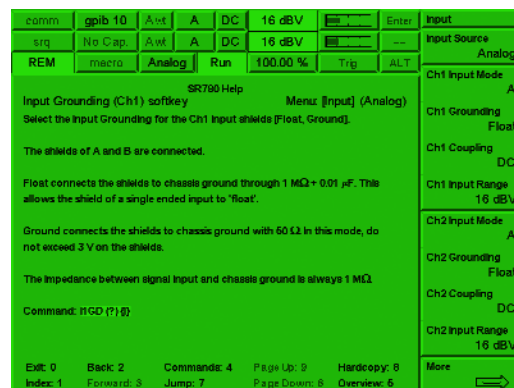 comm gpib 10 Awt A DC 16 dBV Enter Input
srq No Cap. Awt A DC 16 dBV -- Input Source
Analog
REM macro Analog Run 100.00 % Trig ALT
Ch1 Input Mode
A
SR780 Help
Input Grounding (Ch1) softkey Menu: [Input] (Analog)
Select the Input Grounding for the Ch1 input shields [Float, Ground].
Ch1 Grounding
Float
The shields of A and B are connected.
Ch1 Coupling
DC
Float connects the shields to chassis ground through 1 MΩ + 0.01 μF. This
allows the shield of a single ended input to 'float'.
Ch1 Input Range
16 dBV
Ch2 Input Mode
A
Ground connects the shields to chassis ground with 50 Ω. In this mode, do
not exceed 3 V on the shields.
Ch2 Grounding
Float
The impedance between signal input and chassis ground is always 1 MΩ.
Ch2 Coupling
DC
Command: I1GD (?) {i}
Ch2 Input Range
16 dBV
Exit: 0 Back: 2 Commands: 4 Page Up: 9 Hardcopy: 8
More
Index: 1 Forward: 3 Jump: 7 Page Down: 6 Overview: 5